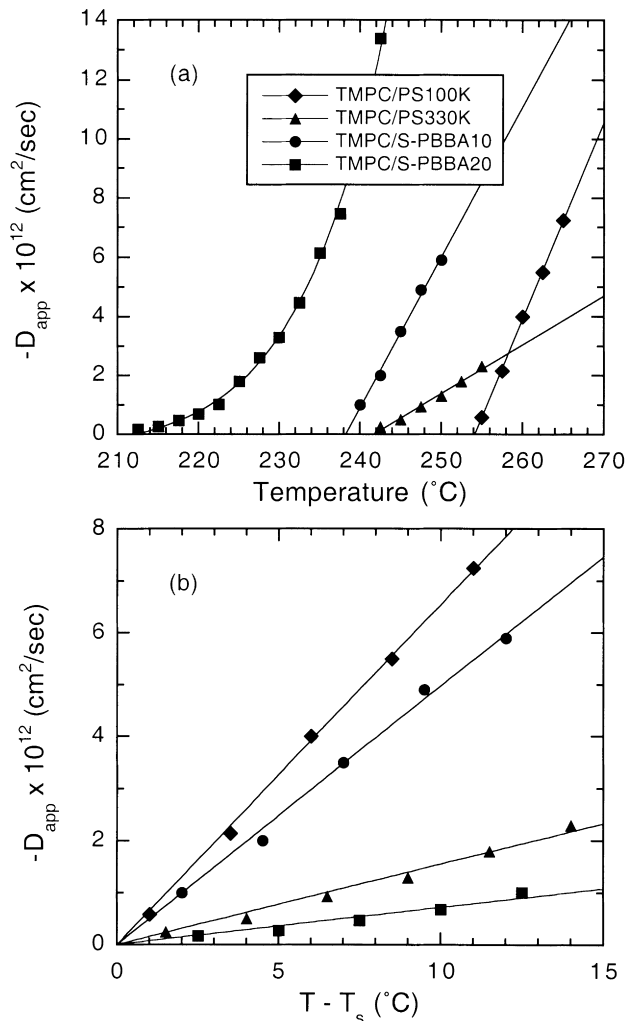 14
12
10
8
6
4
2
0
-D_app x 10^12 (cm^2/sec)
(a)
TMPC/PS100K
TMPC/PS330K
TMPC/S-PBBA10
TMPC/S-PBBA20
210 220 230 240 250 260 270
Temperature (˚C)
8
6
4
2
0
-D_app x 10^12 (cm^2/sec)
(b)
0 5 10 15
T - T_s (˚C)